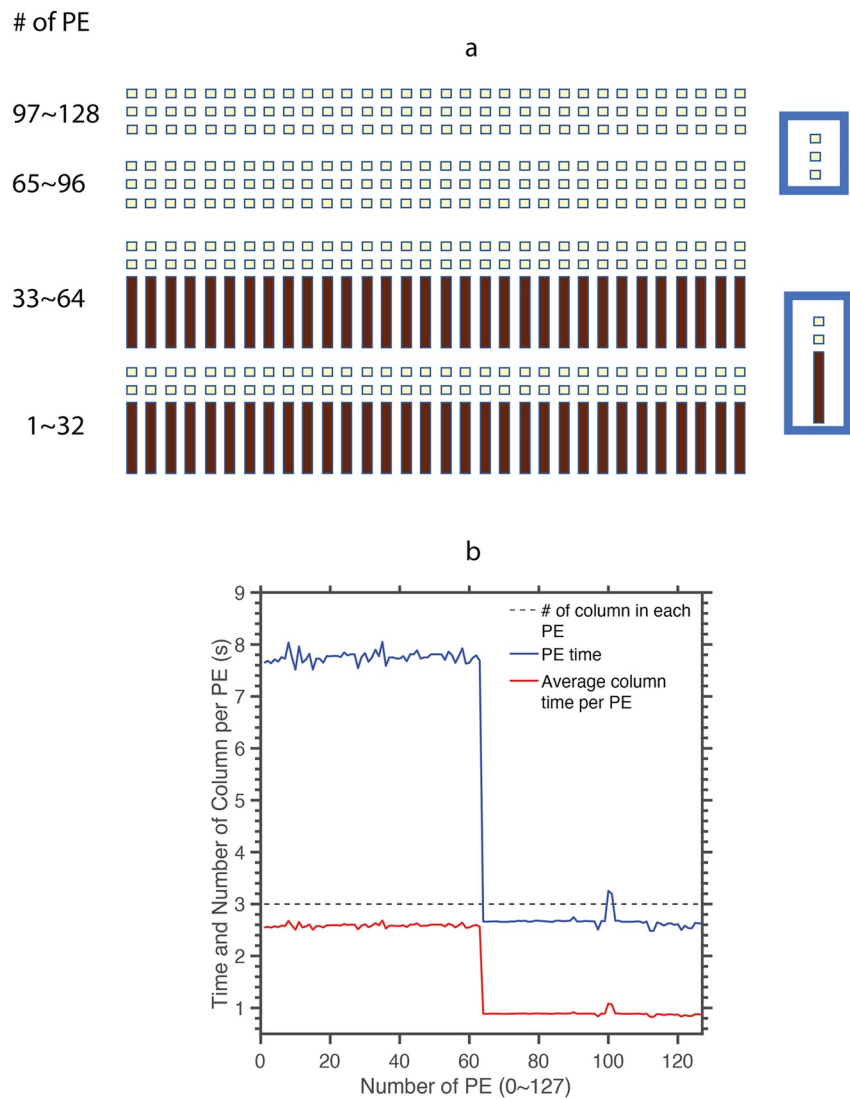 # of PE
a
97~128
65~96
33~64
1~32
b
9
8
7
6
5
4
3
2
1
Time and Number of Column per PE (s)
# of column in each
PE
PE time
Average column
time per PE
0
20
40
60
80
100
120
Number of PE (0~127)